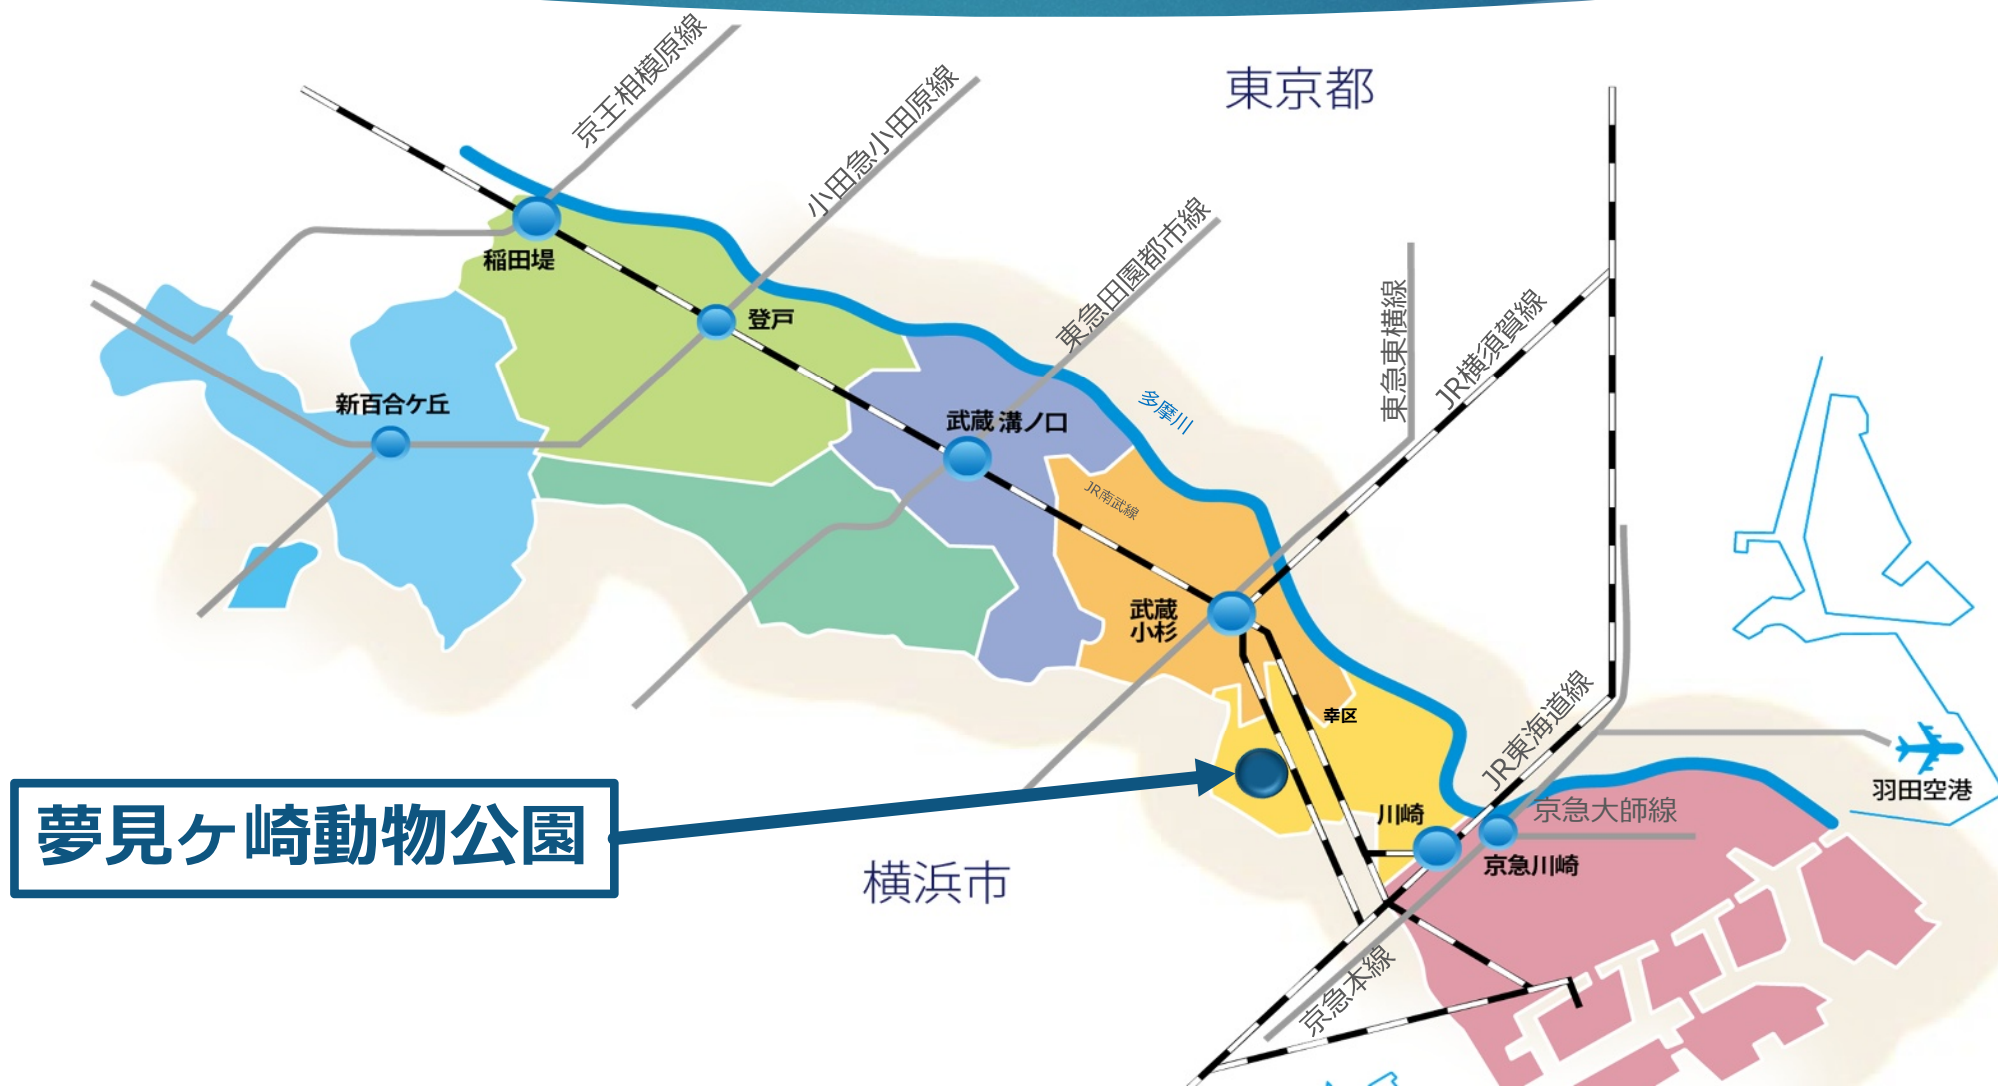 東京都
京王相模原線
小田急小田原線
東急田園都市線
東急東横線
JR横須賀線
稲田堤
登戸
新百合ケ丘
武蔵溝ノ口
多摩川
JR南武線
武蔵
小杉
幸区
JR東海道線
羽田空港
夢見ヶ崎動物公園
川崎
京急大師線
京急川崎
横浜市
京急本線